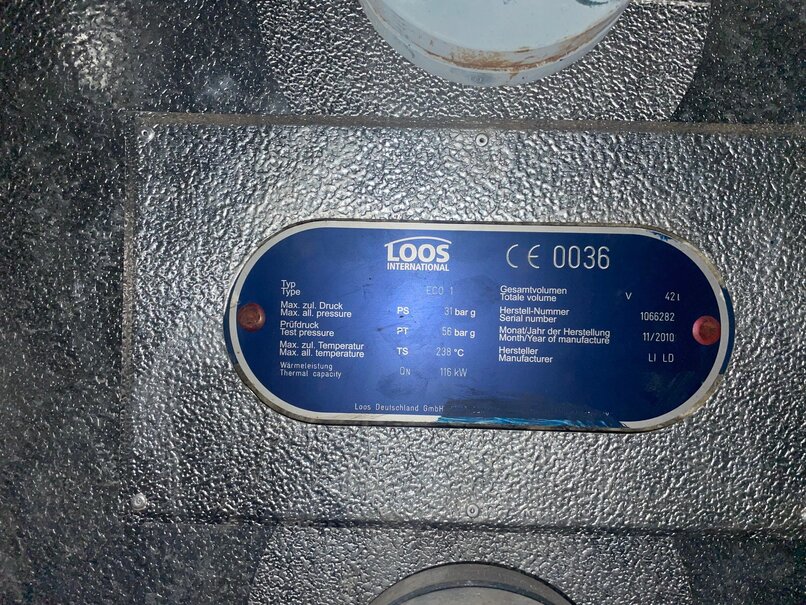 LOOS
INTERNATIONAL
CE 0036
Typ
Type ECO 1
Max. zul. Druck
Max. all. pressure PS 31 bar g
Prüfdruck
Test pressure PT 56 bar g
Max. zul. Temperatur
Max. all. temperature TS 238 °C
Wärmeleistung
Thermal capacity QN 116 kW
Gesamtvolumen
Totale volume V 42 l
Herstell-Nummer
Serial number 1066282
Monat/Jahr der Herstellung
Month/Year of manufacture 11/2010
Hersteller
Manufacturer LI LD
Loos Deutschland GmbH